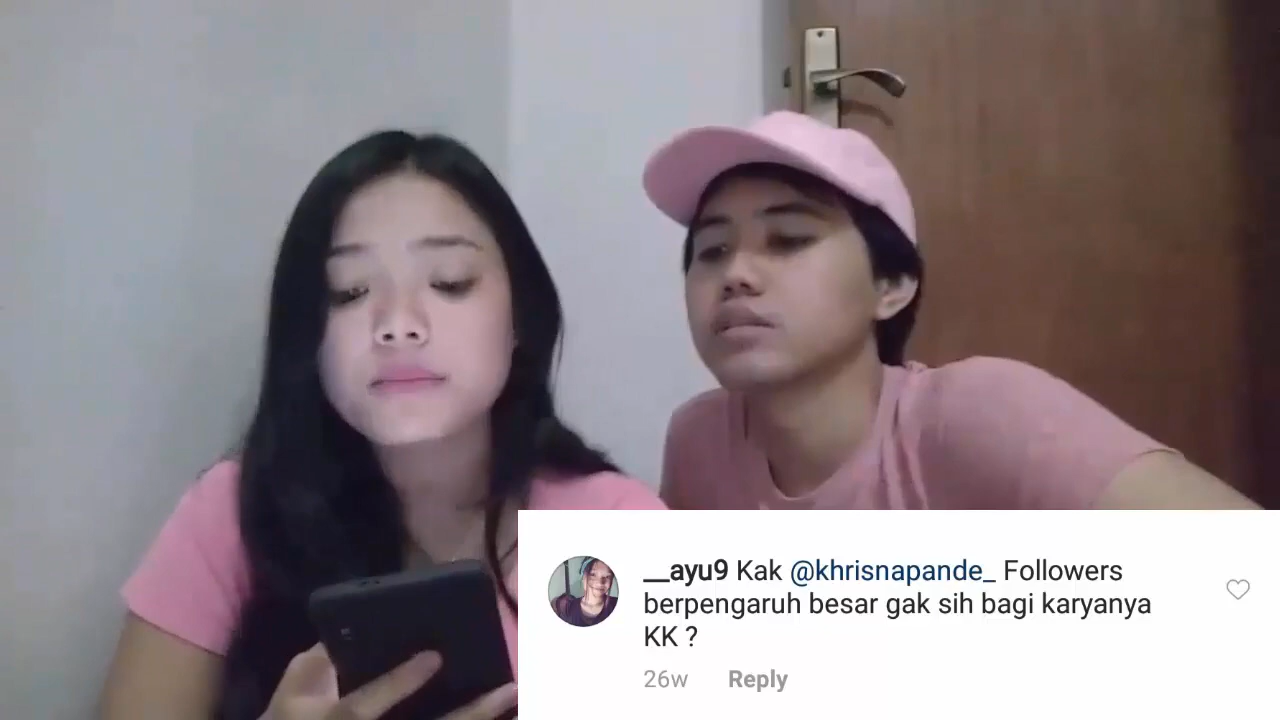 __ayu9 Kak @khrisnapande_ Followers
berpengaruh besar gak sih bagi karyanya
KK ?
26w Reply